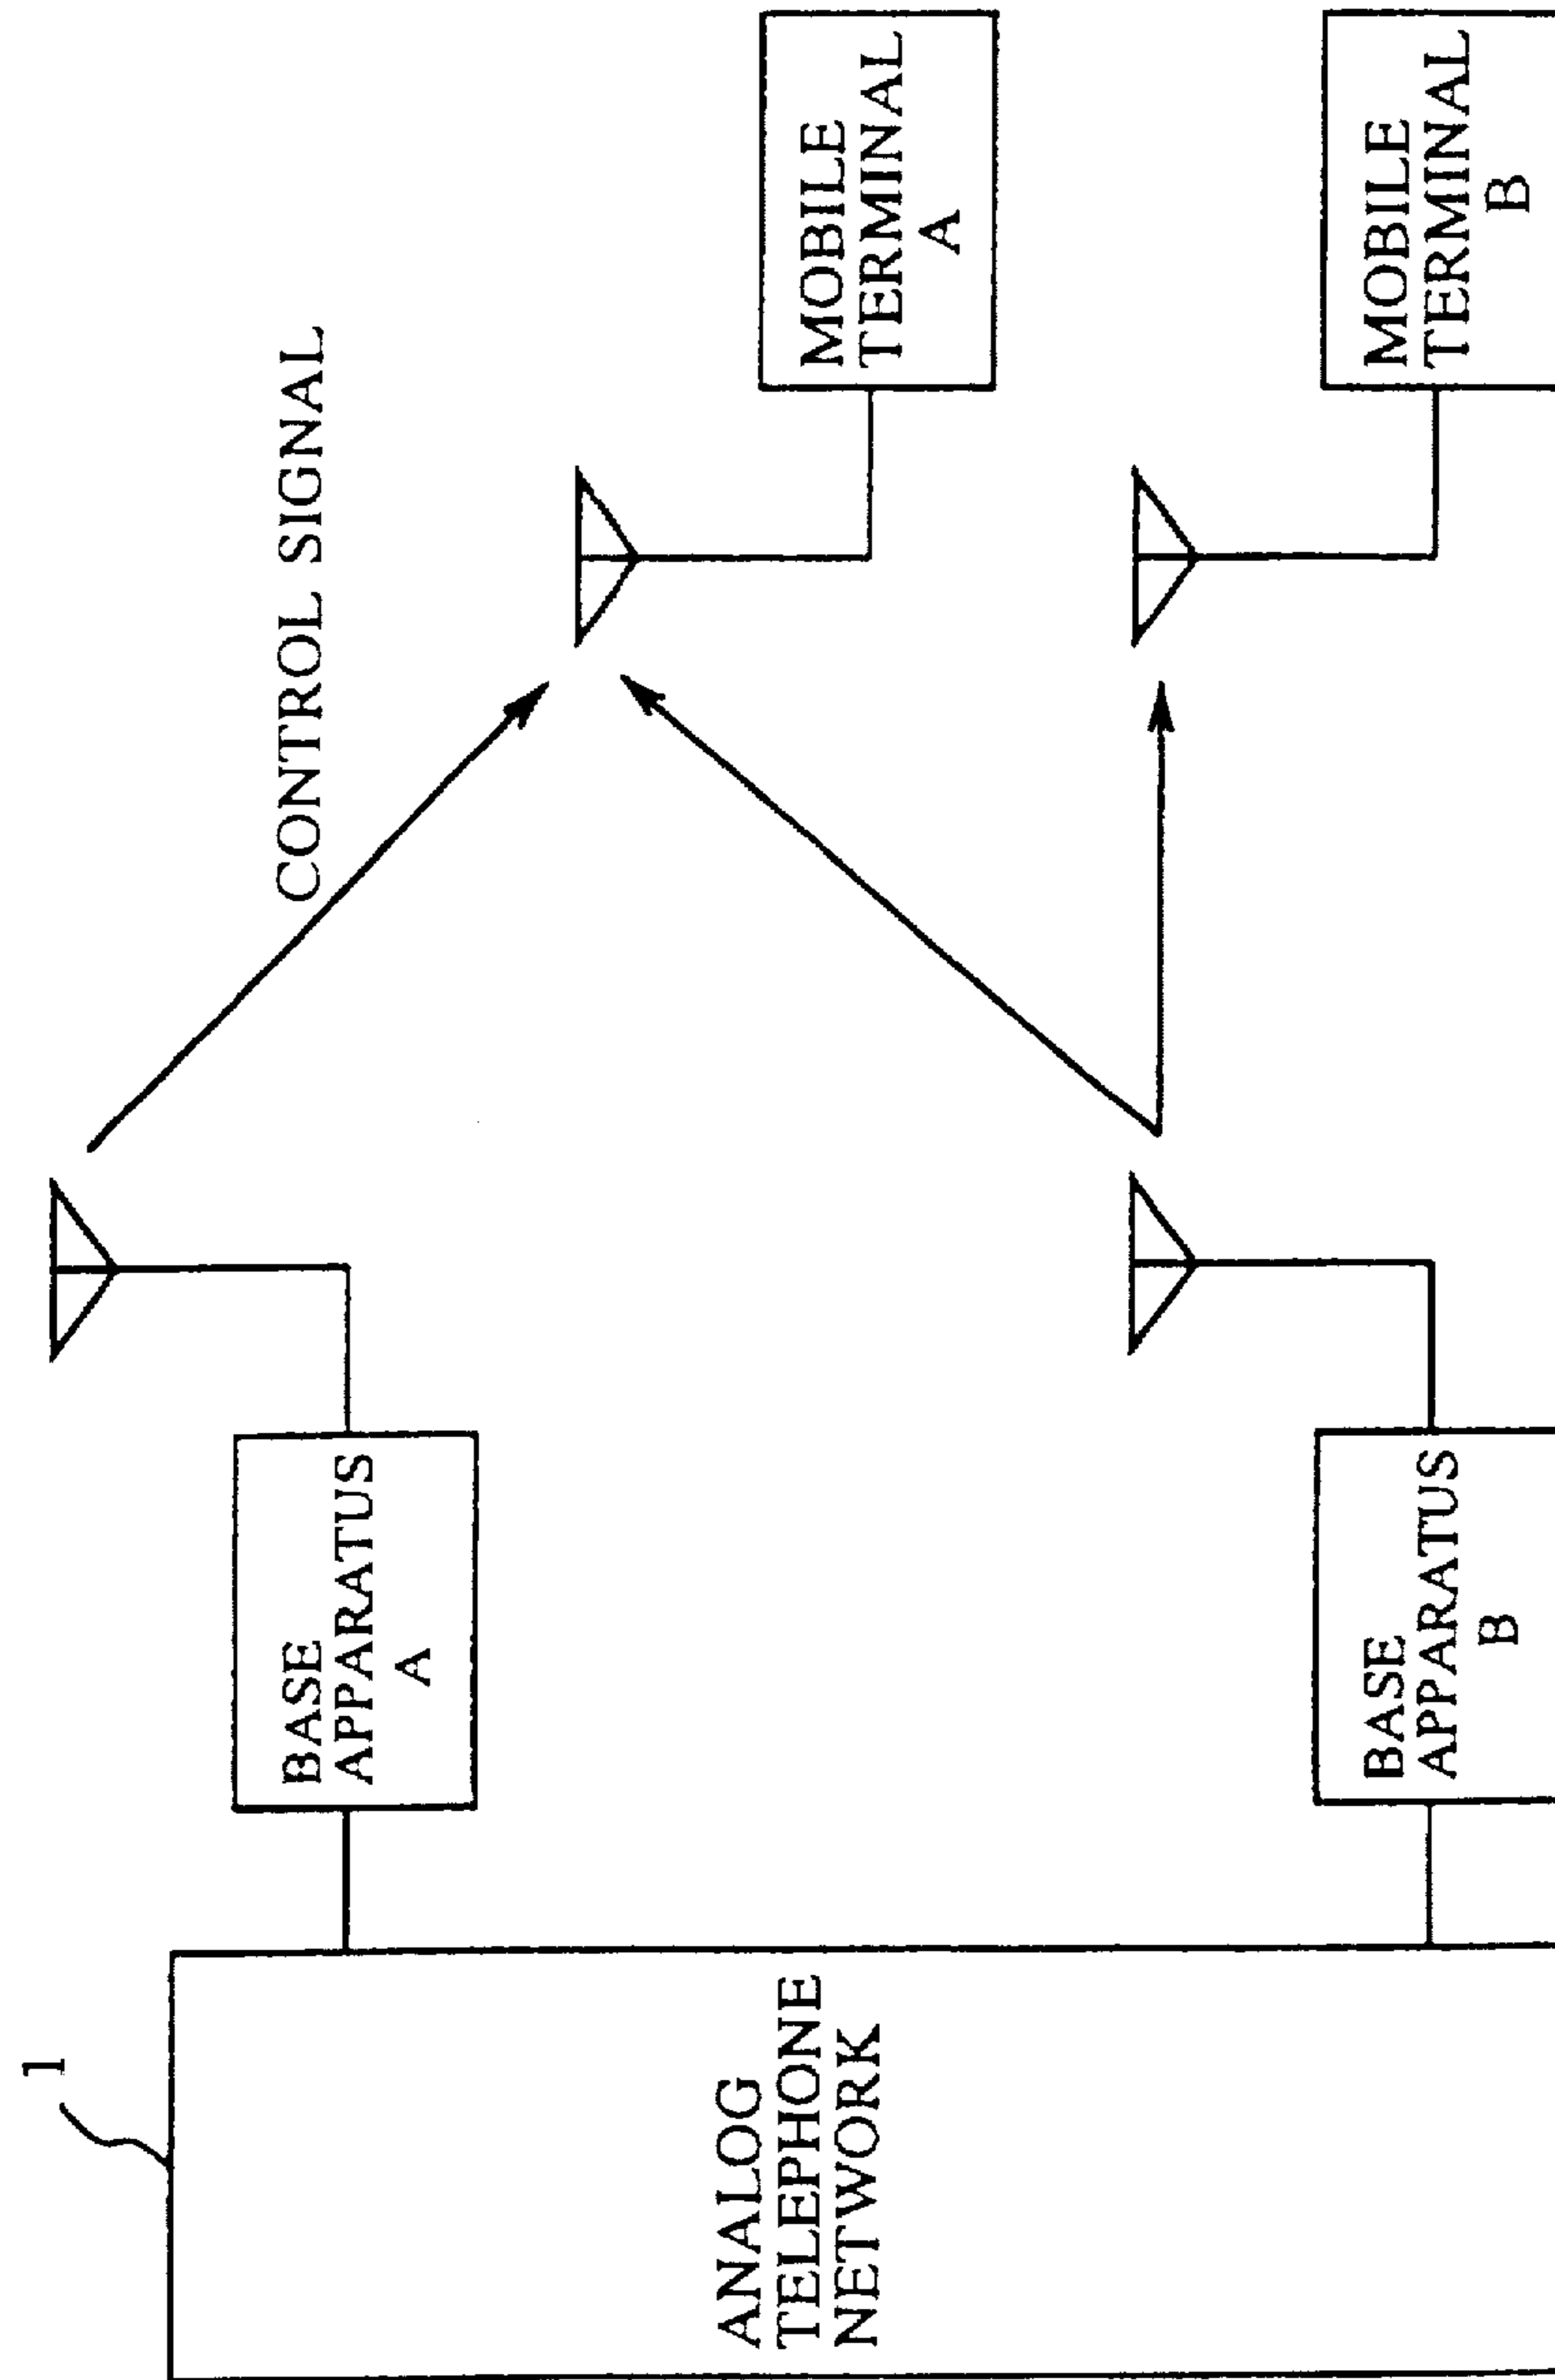 1
ANALOG
TELEPHONE
NETWORK
BASE
APPARATUS
A
BASE
APPARATUS
B
CONTROL SIGNAL
MOBILE
TERMINAL
A
MOBILE
TERMINAL
B